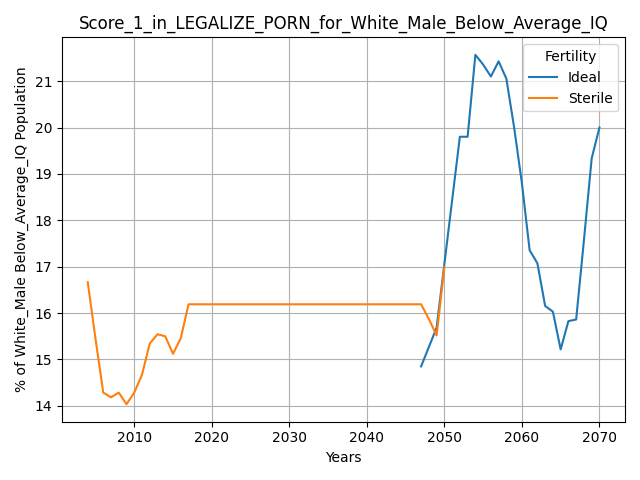 Score_1_in_LEGALIZE_PORN_for_White_Male_Below_Average_IQ
Fertility
Ideal
Sterile
% of White_Male Below_Average_IQ Population
21
20
19
18
17
16
15
14
2010
2020
2030
2040
2050
2060
2070
Years